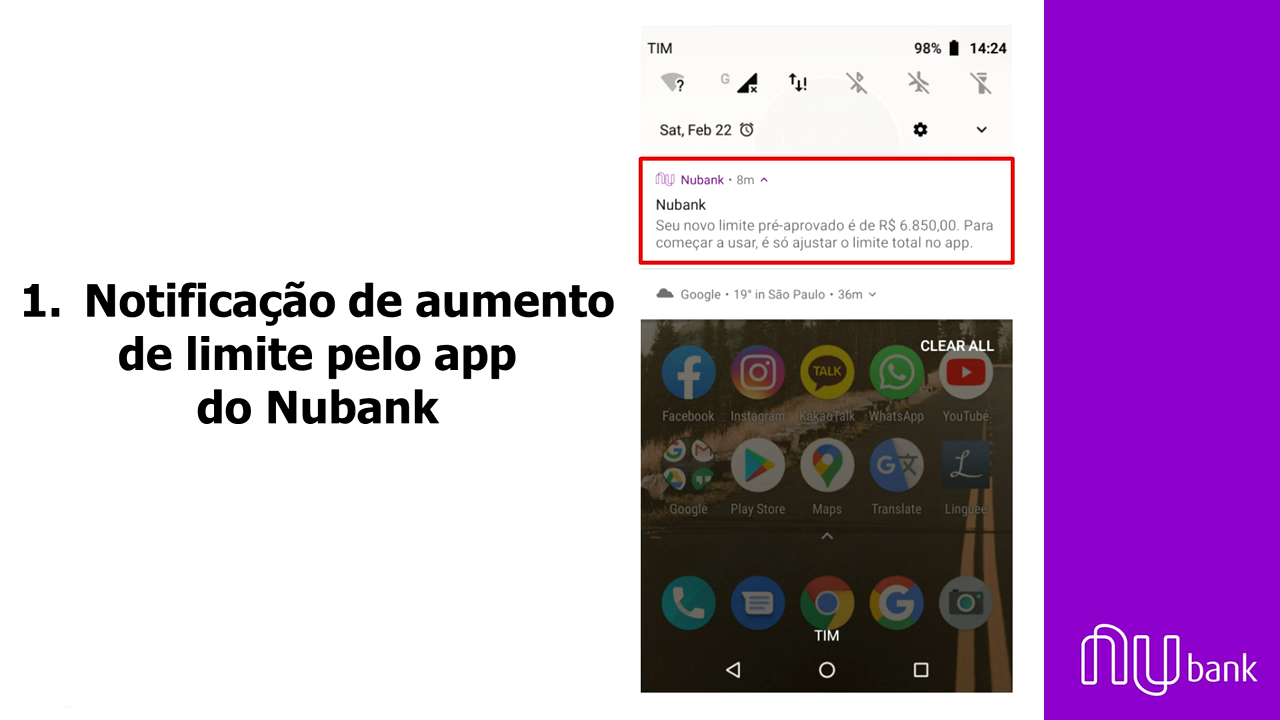 1. Notificação de aumento
de limite pelo app
do Nubank
TIM
98% 14:24
G
Sat, Feb 22
Nubank • 8m
Nubank
Seu novo limite pré-aprovado é de R$ 6.850,00. Para
começar a usar, é só ajustar o limite total no app.
Google • 19° in São Paulo • 36m
CLEAR ALL
TALK
Facebook Instagram KakaoTalk WhatsApp YouTube
Google Play Store Maps Translate Linguee
TIM
nu bank